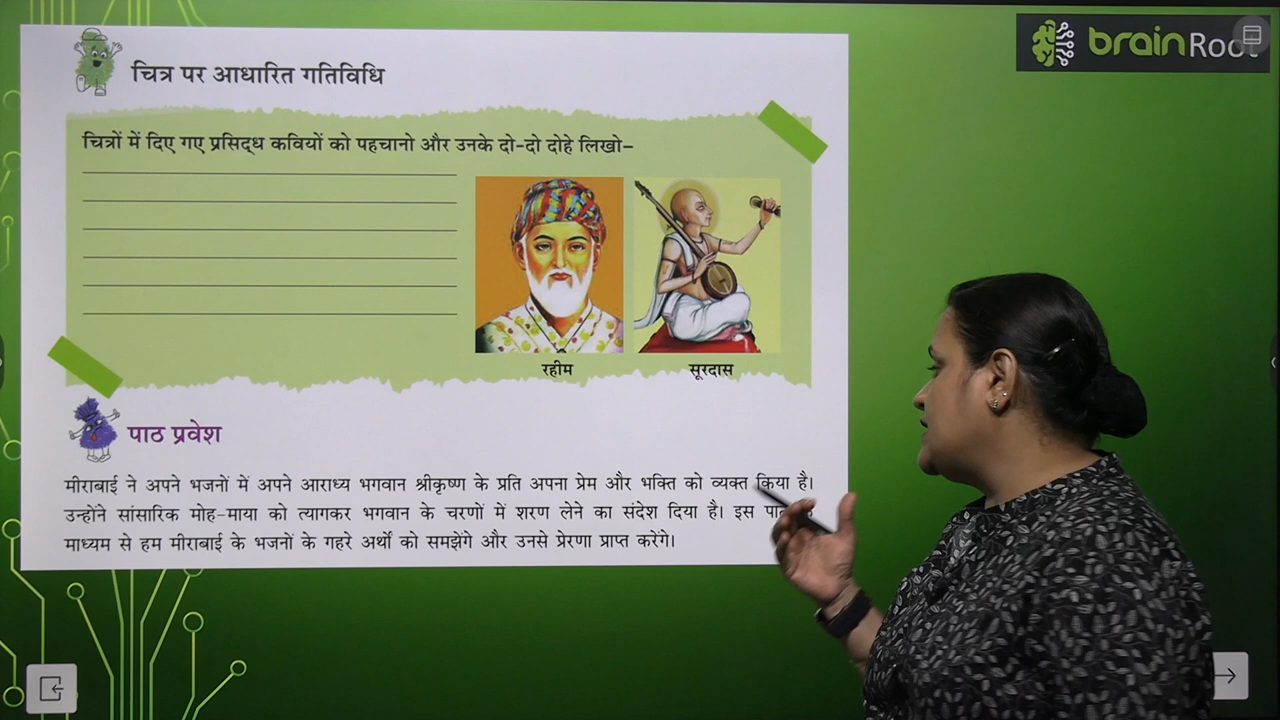 brainRoot
चित्र पर आधारित गतिविधि
चित्रों में दिए गए प्रसिद्ध कवियों को पहचानो और उनके दो-दो दोहे लिखो–
रहीम
सूरदास
पाठ प्रवेश
मीराबाई ने अपने भजनों में अपने आराध्य भगवान श्रीकृष्ण के प्रति अपना प्रेम और भक्ति को व्यक्त किया है।
उन्होंने सांसारिक मोह-माया को त्यागकर भगवान के चरणों में शरण लेने का संदेश दिया है। इस
माध्यम से हम मीराबाई के भजनों के गहरे अर्थों को समझेंगे और उनसे प्रेरणा प्राप्त करेंगे।